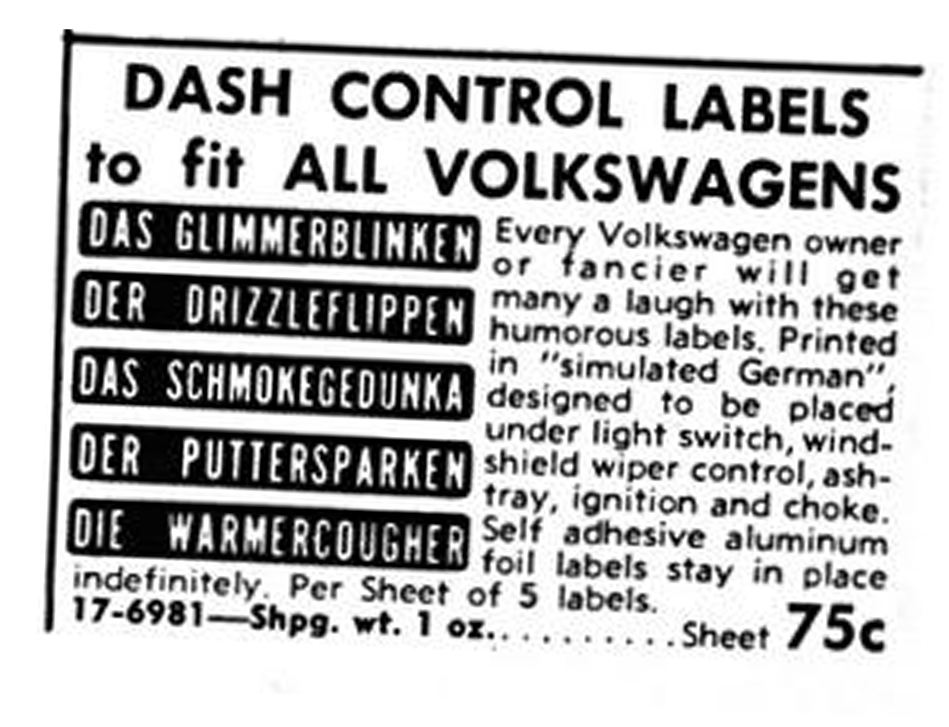 DASH CONTROL LABELS
to fit ALL VOLKSWAGENS
DAS GLIMMERBLINKEN
DER DRIZZLEFLIPPEN
DAS SCHMOKEGEDUNKA
DER PUTTERSPARKEN
DIE WARMERCOUGHER
Every Volkswagen owner
or fancier will get
many a laugh with these
humorous labels. Printed
in "simulated German",
designed to be placed
under light switch, wind-
shield wiper control, ash-
tray, ignition and choke.
Self adhesive aluminum
foil labels stay in place
indefinitely. Per Sheet of 5 labels.
17-6981—Shpg. wt. 1 oz...........Sheet 75c